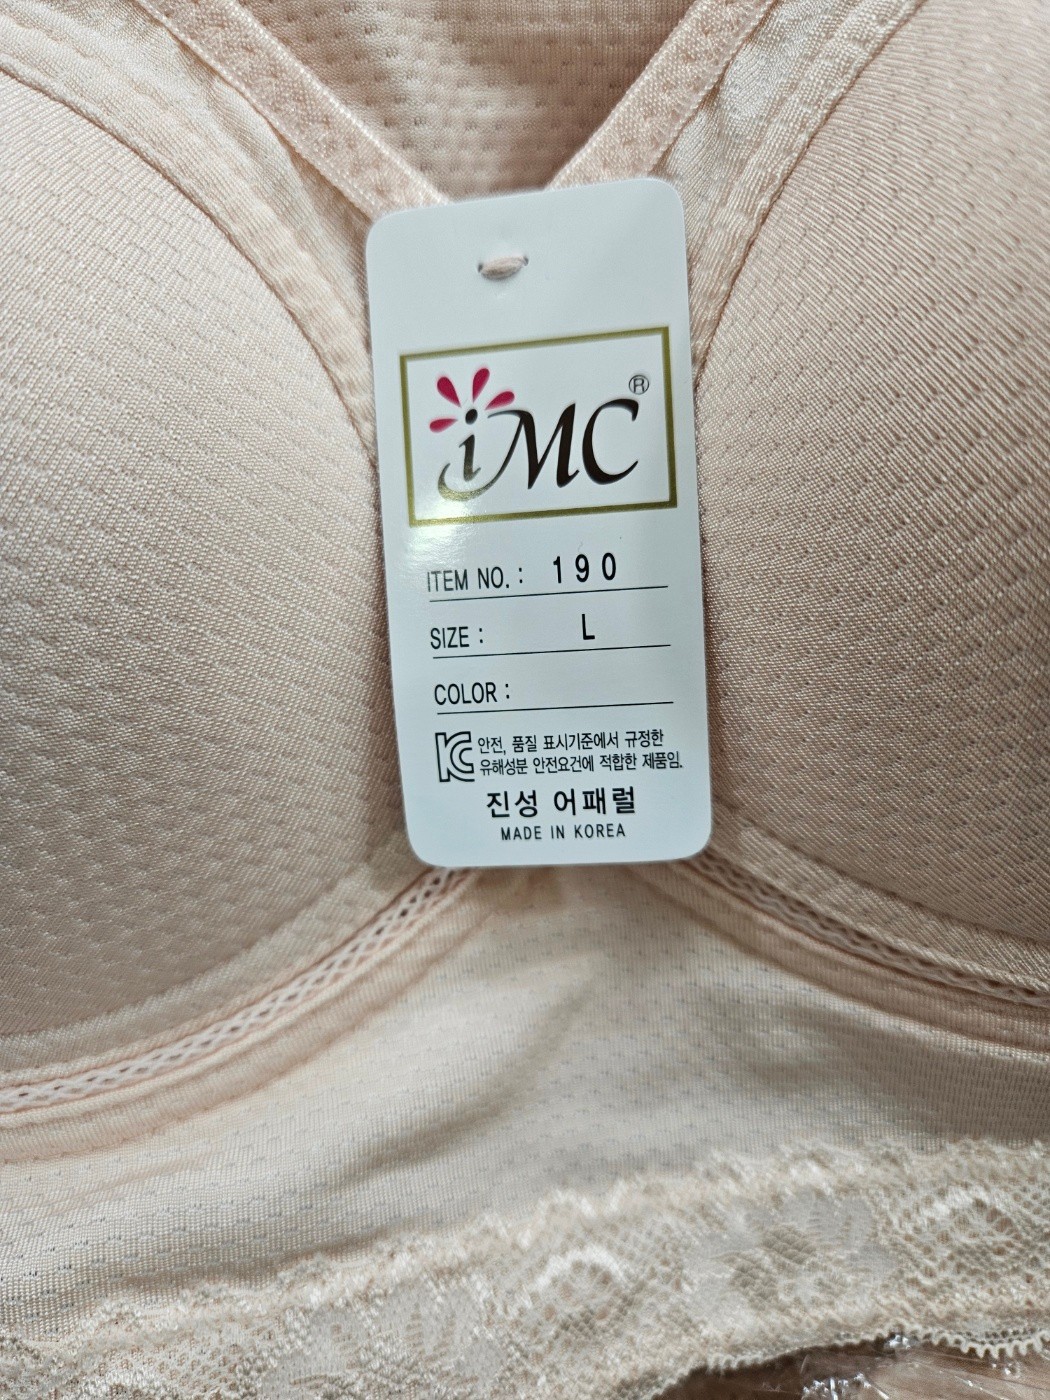 iMC®
ITEM NO. : 190
SIZE : L
COLOR :
안전, 품질 표시기준에서 규정한
유해성분 안전요건에 적합한 제품임.
진성 어패럴
MADE IN KOREA